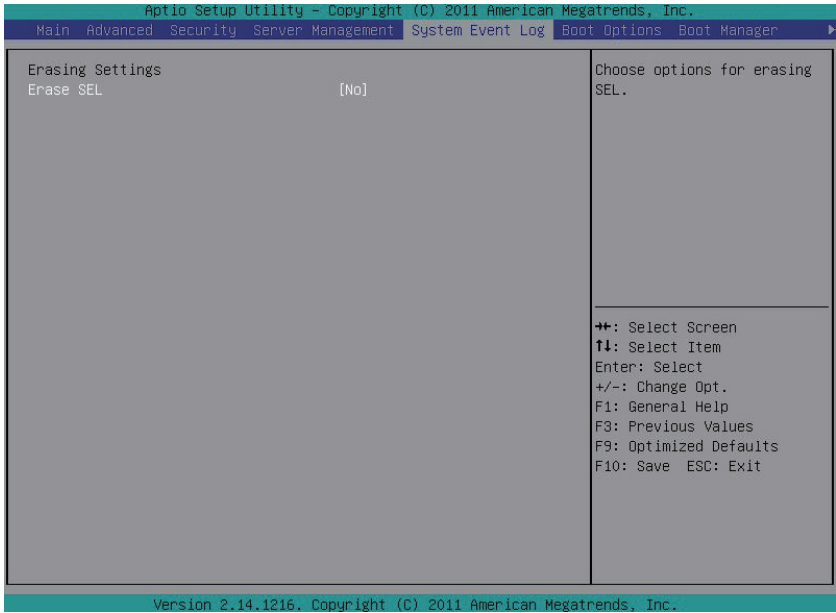 Aptio Setup Utility - Copyright (C) 2011 American Megatrends, Inc.
Main Advanced Security Server Management System Event Log Boot Options Boot Manager
Erasing Settings
Erase SEL [No]
Choose options for erasing
SEL.
→←: Select Screen
↑↓: Select Item
Enter: Select
+/-: Change Opt.
F1: General Help
F3: Previous Values
F9: Optimized Defaults
F10: Save ESC: Exit
Version 2.14.1216. Copyright (C) 2011 American Megatrends, Inc.